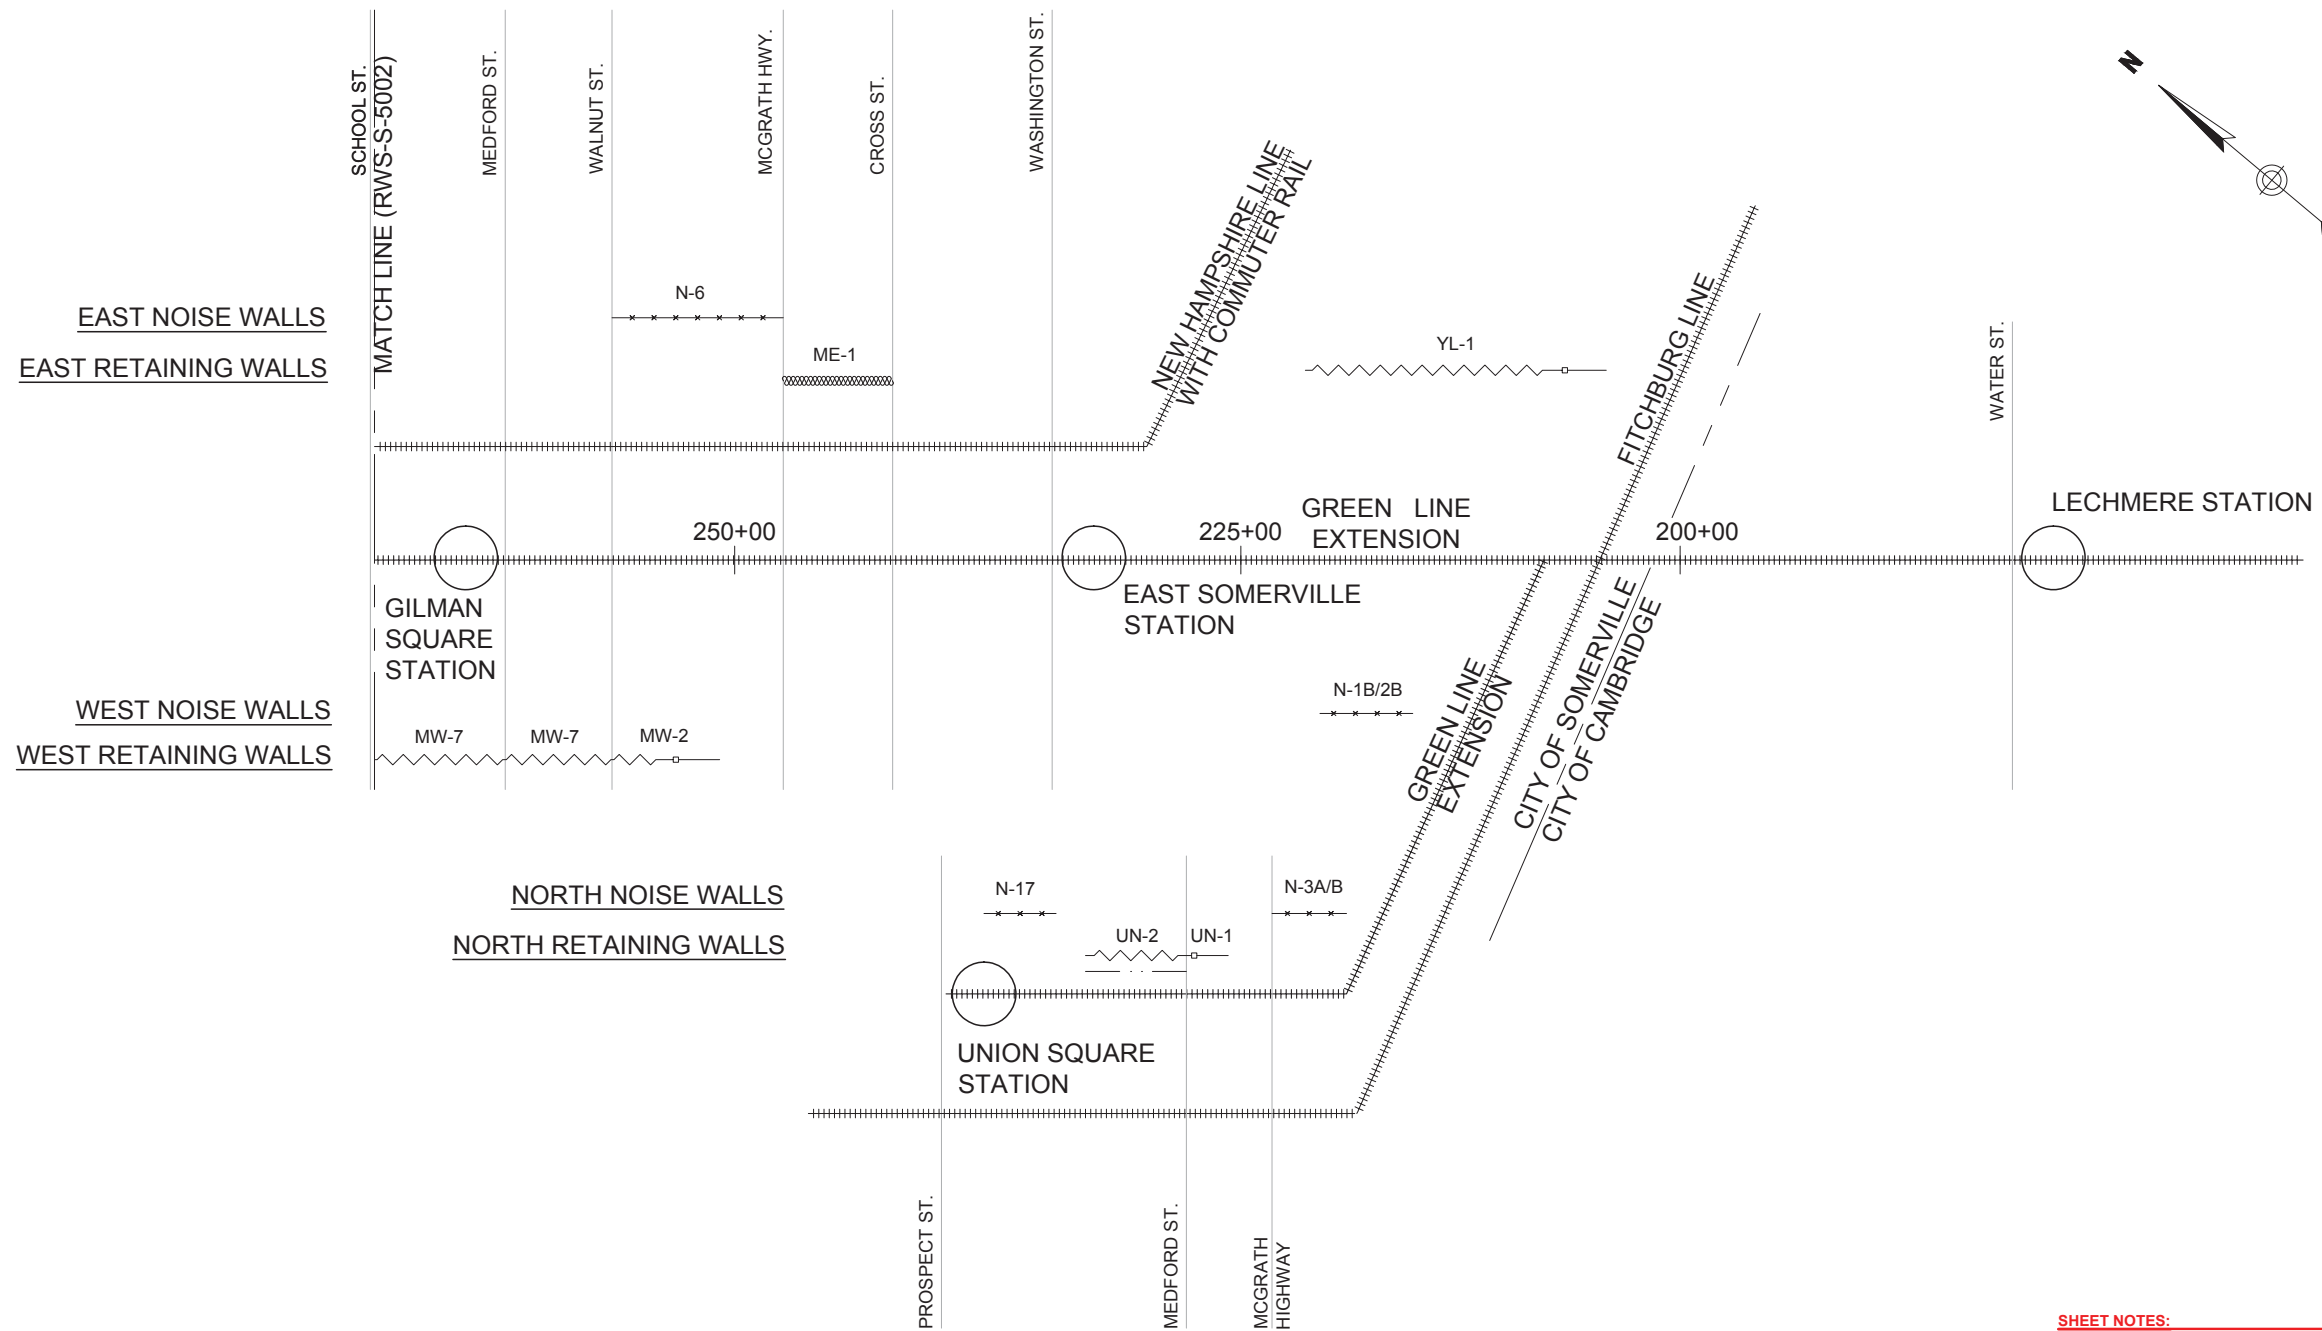 SCHOOL ST.
MATCH LINE (RWS-S-5002)
MEDFORD ST.
WALNUT ST.
MCGRATH HWY.
CROSS ST.
WASHINGTON ST.
N
NEW HAMPSHIRE LINE
WITH COMMUTER RAIL
FITCHBURG LINE
WATER ST.
EAST NOISE WALLS
N-6
EAST RETAINING WALLS
ME-1
YL-1
LECHMERE STATION
GREEN LINE
EXTENSION
250+00
225+00
200+00
GILMAN
SQUARE
STATION
EAST SOMERVILLE
STATION
CITY OF SOMERVILLE
CITY OF CAMBRIDGE
GREEN LINE
EXTENSION
N-1B/2B
WEST NOISE WALLS
WEST RETAINING WALLS
MW-7
MW-7
MW-2
NORTH NOISE WALLS
N-17
N-3A/B
NORTH RETAINING WALLS
UN-2
UN-1
UNION SQUARE
STATION
PROSPECT ST.
MEDFORD ST.
MCGRATH
HIGHWAY
SHEET NOTES: